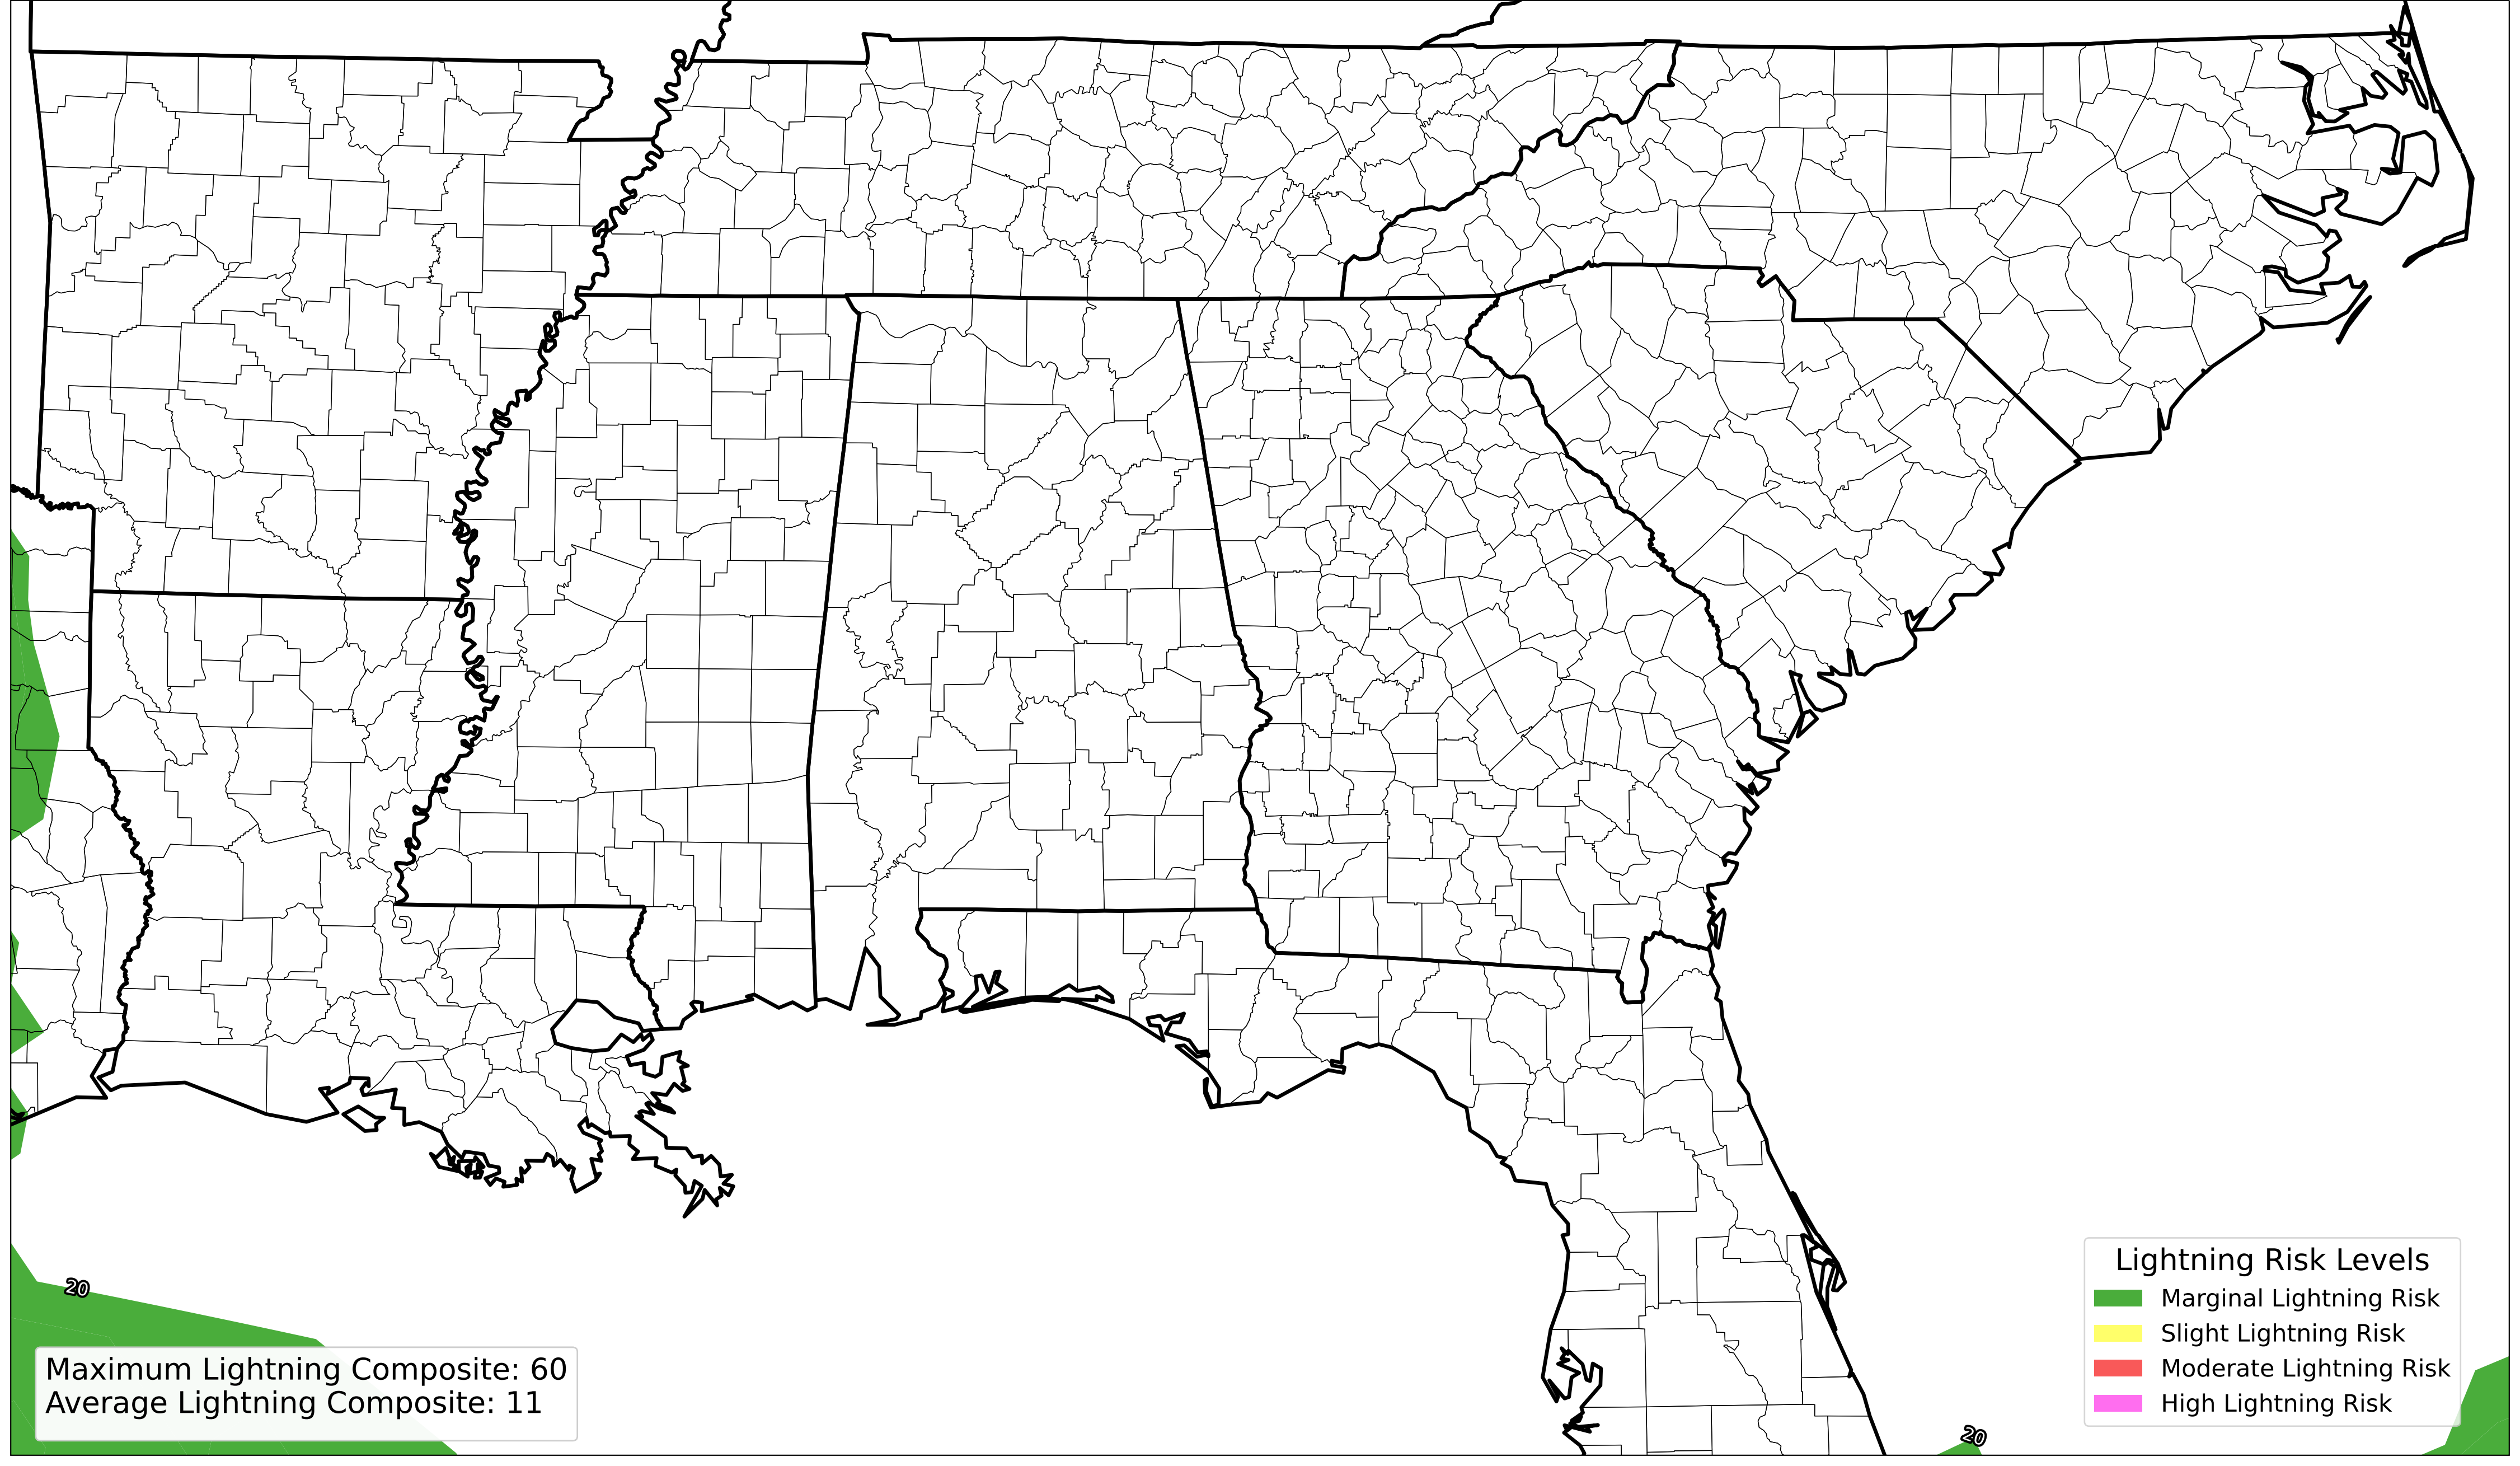 20
Maximum Lightning Composite: 60
Average Lightning Composite: 11
Lightning Risk Levels
Marginal Lightning Risk
Slight Lightning Risk
Moderate Lightning Risk
High Lightning Risk
20